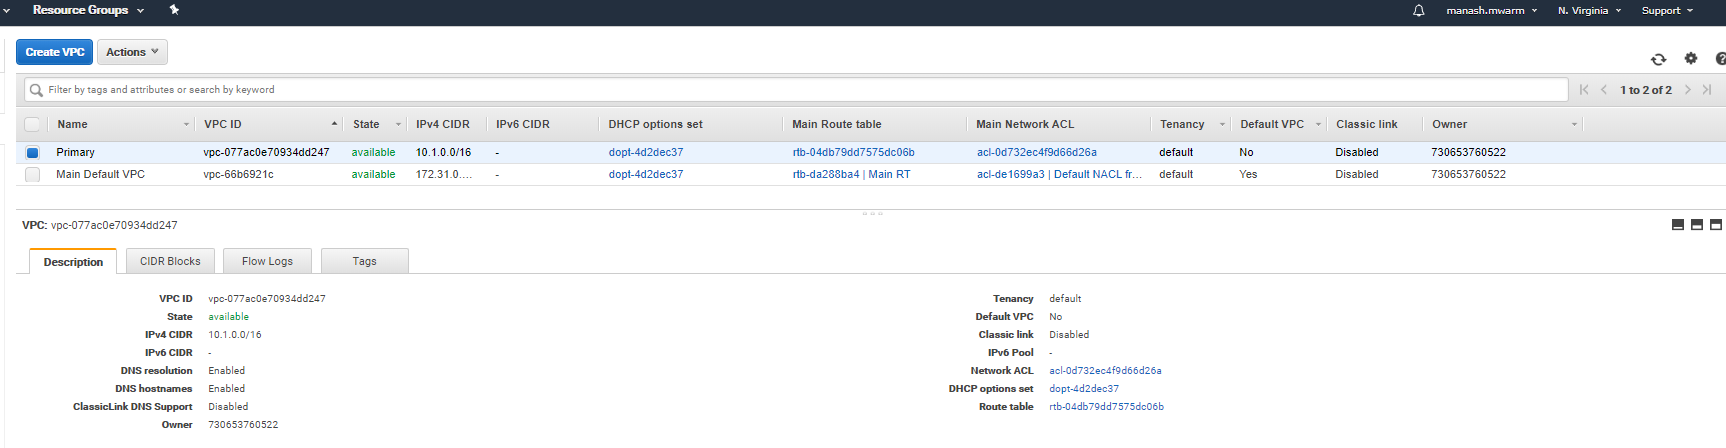 Resource Groups manash.mwarm N. Virginia Support
Create VPC Actions
Filter by tags and attributes or search by keyword 1 to 2 of 2
Name VPC ID State IPv4 CIDR IPv6 CIDR DHCP options set Main Route table Main Network ACL Tenancy Default VPC Classic link Owner
Primary vpc-077ac0e70934dd247 available 10.1.0.0/16 - dopt-4d2dec37 rtb-04db79dd7575dc06b acl-0d732ec4f9d66d26a default No Disabled 730653760522
Main Default VPC vpc-66b6921c available 172.31.0.... - dopt-4d2dec37 rtb-da288ba4 | Main RT acl-de1699a3 | Default NACL fr... default Yes Disabled 730653760522
VPC: vpc-077ac0e70934dd247
Description CIDR Blocks Flow Logs Tags
VPC ID vpc-077ac0e70934dd247 Tenancy default
State available Default VPC No
IPv4 CIDR 10.1.0.0/16 Classic link Disabled
IPv6 CIDR - IPv6 Pool -
DNS resolution Enabled Network ACL acl-0d732ec4f9d66d26a
DNS hostnames Enabled DHCP options set dopt-4d2dec37
ClassicLink DNS Support Disabled Route table rtb-04db79dd7575dc06b
Owner 730653760522